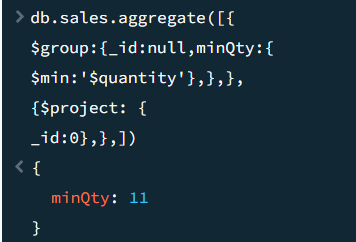 > db.sales.aggregate([{
$group:{_id:null,minQty:{
$min:'$quantity'},},},
{$project: {
_id:0},},])
< {
minQty: 11
}